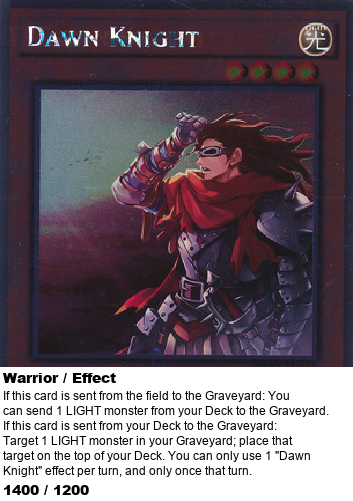 Dawn Knight
LIGHT
光
Warrior / Effect
If this card is sent from the field to the Graveyard: You
can send 1 LIGHT monster from your Deck to the Graveyard.
If this card is sent from your Deck to the Graveyard:
Target 1 LIGHT monster in your Graveyard; place that
target on the top of your Deck. You can only use 1 "Dawn
Knight" effect per turn, and only once that turn.
1400 / 1200